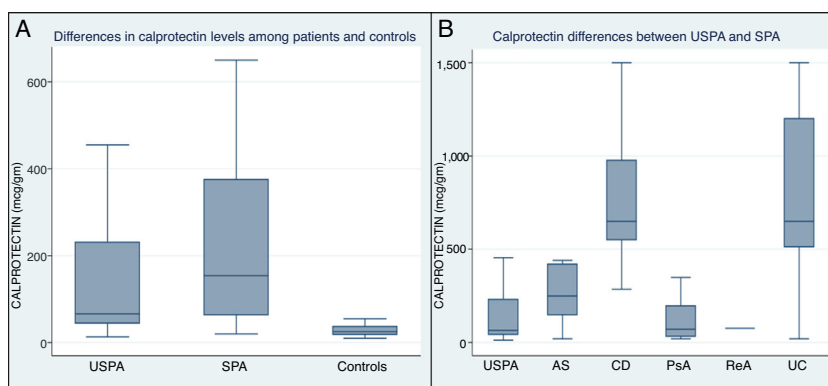 A
Differences in calprotectin levels among patients and controls
CALPROTECTIN (mcg/gm)
600
400
200
0
USPA SPA Controls
B
Calprotectin differences between USPA and SPA
CALPROTECTIN (mcg/gm)
1,500
1,000
500
0
USPA AS CD PsA ReA UC